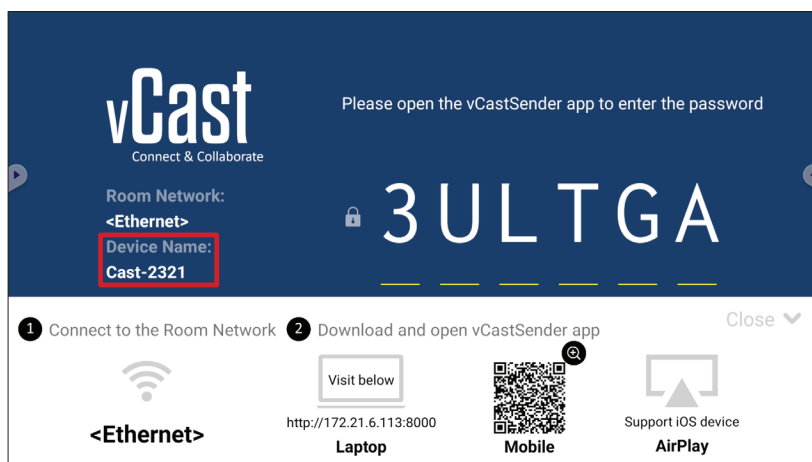 vCast
Connect & Collaborate
Please open the vCastSender app to enter the password
Room Network:
<Ethernet>
Device Name:
Cast-2321
3ULTGA
1 Connect to the Room Network
2 Download and open vCastSender app
Close
Visit below
http://172.21.6.113:8000
Laptop
Mobile
Support iOS device
AirPlay
<Ethernet>